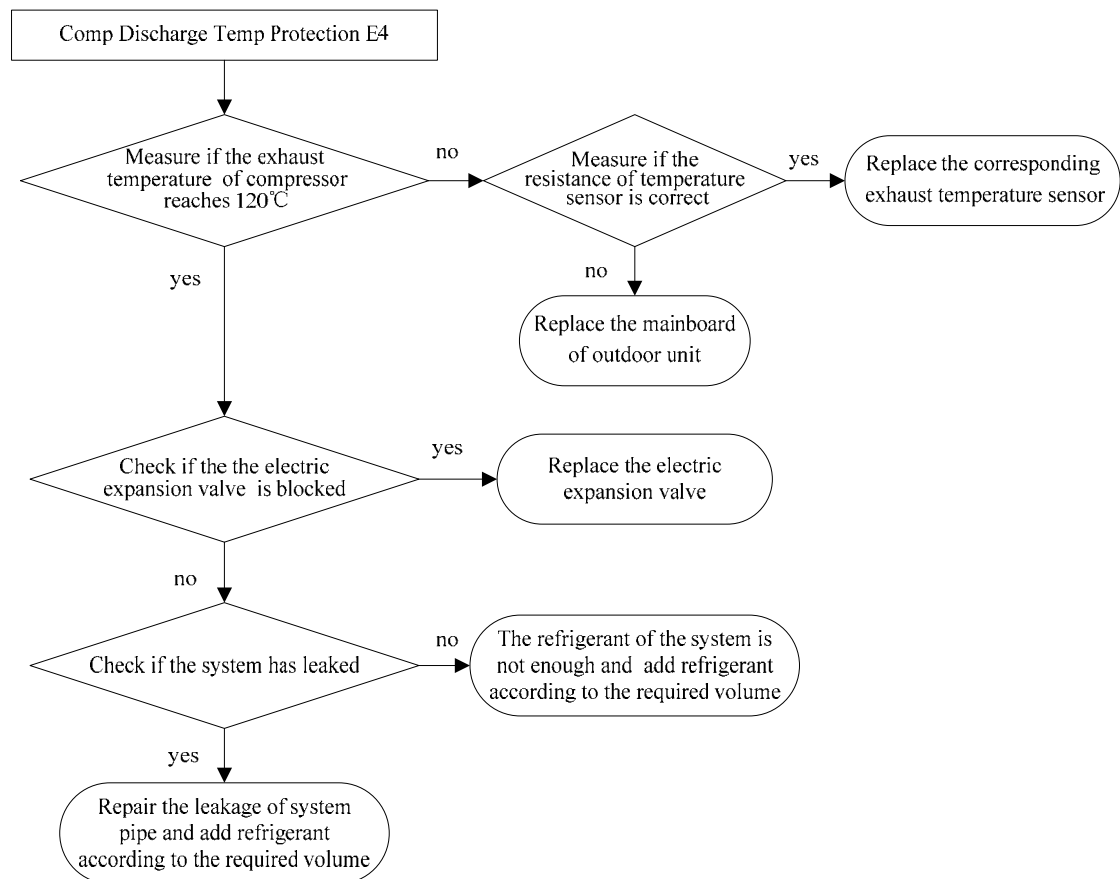 Comp Discharge Temp Protection E4
Measure if the exhaust
temperature of compressor
reaches 120℃
no
Measure if the
resistance of temperature
sensor is correct
yes
Replace the corresponding
exhaust temperature sensor
yes
no
Replace the mainboard
of outdoor unit
Check if the the electric
expansion valve is blocked
yes
Replace the electric
expansion valve
no
Check if the system has leaked
no
The refrigerant of the system is
not enough and add refrigerant
according to the required volume
yes
Repair the leakage of system
pipe and add refrigerant
according to the required volume